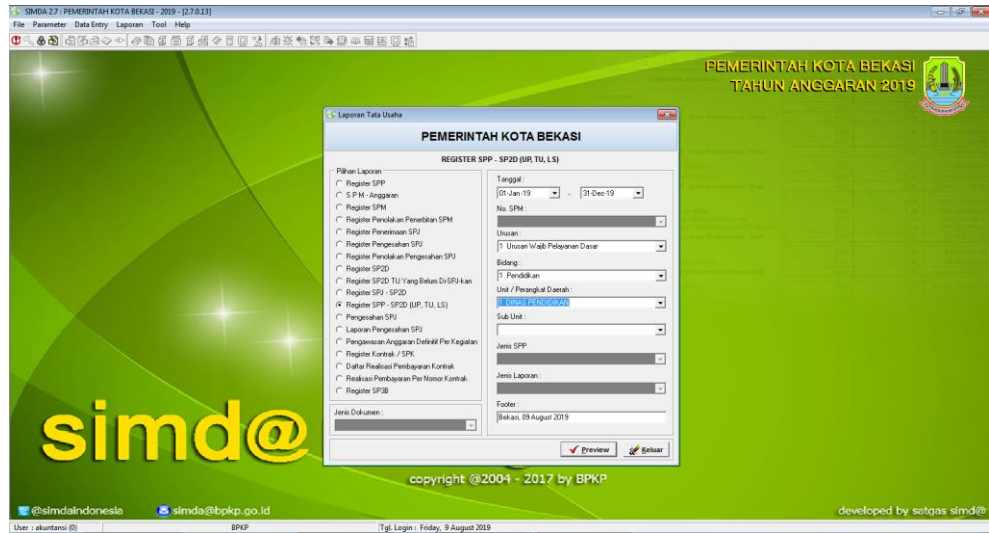 SIMDA 2.7 : PEMERINTAH KOTA BEKASI - 2019 - [2.7.0.13]
File Parameter Data Entry Laporan Tool Help
PEMERINTAH KOTA BEKASI
TAHUN ANGGARAN 2019
Laporan Tata Usaha
PEMERINTAH KOTA BEKASI
REGISTER SPP - SP2D (UP, TU, LS)
Pilihan Laporan
Register SPP
S P M - Anggaran
Register SPM
Register Penolakan Penerbitan SPM
Register Penerimaan SPJ
Register Pengesahan SPJ
Register Penolakan Pengesahan SPJ
Register SP2D
Register SP2D TU Yang Belum Di-SPJ-kan
Register SPJ - SP2D
Register SPP - SP2D (UP, TU, LS)
Pengesahan SPJ
Laporan Pengesahan SPJ
Pengawasan Anggaran Definitif Per Kegiatan
Register Kontrak / SPK
Daftar Realisasi Pembayaran Kontrak
Realisasi Pembayaran Per Nomor Kontrak
Register SP3B
Jenis Dokumen :
Tanggal :
01-Jan-19 - 31-Dec-19
No. SPM :
Urusan :
1 Urusan Wajib Pelayanan Dasar
Bidang :
1 Pendidikan
Unit / Perangkat Daerah :
1 DINAS PENDIDIKAN
Sub Unit :
Jenis SPP
Jenis Laporan :
Footer :
Bekasi, 09 August 2019
Preview Keluar
simd@
copyright @2004 - 2017 by BPKP
@simdaindonesia simda@bpkp.go.id developed by satgas simd@
User : akuntansi (0) BPKP Tgl. Login : Friday, 9 August 2019